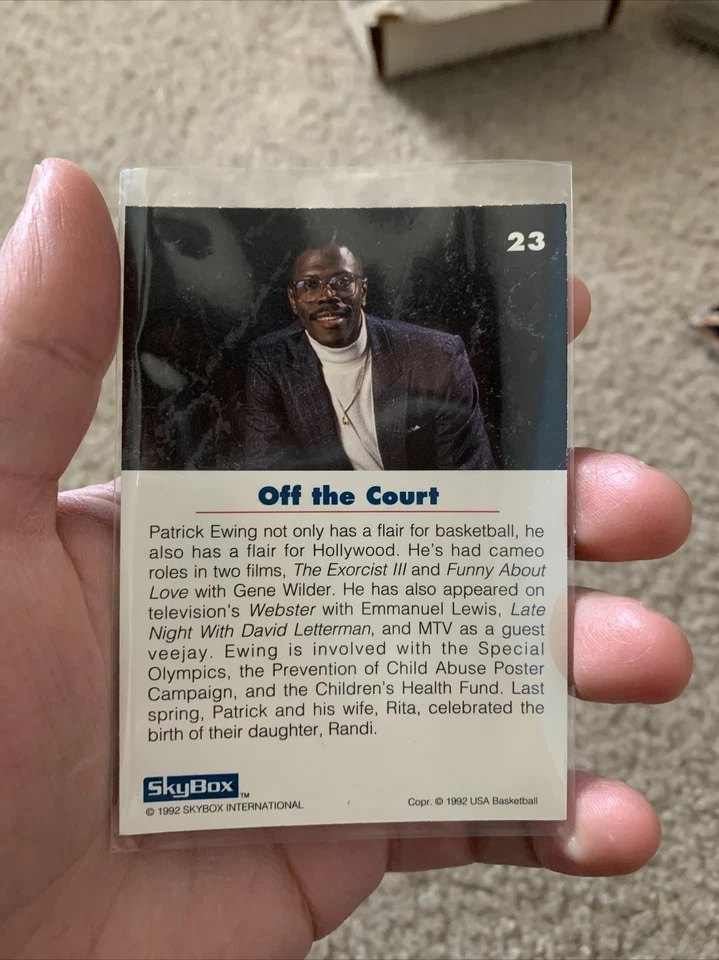 23
Off the Court
Patrick Ewing not only has a flair for basketball, he
also has a flair for Hollywood. He's had cameo
roles in two films, The Exorcist III and Funny About
Love with Gene Wilder. He has also appeared on
television's Webster with Emmanuel Lewis, Late
Night With David Letterman, and MTV as a guest
veejay. Ewing is involved with the Special
Olympics, the Prevention of Child Abuse Poster
Campaign, and the Children's Health Fund. Last
spring, Patrick and his wife, Rita, celebrated the
birth of their daughter, Randi.
SkyBox TM
© 1992 SKYBOX INTERNATIONAL
Copr. © 1992 USA Basketball